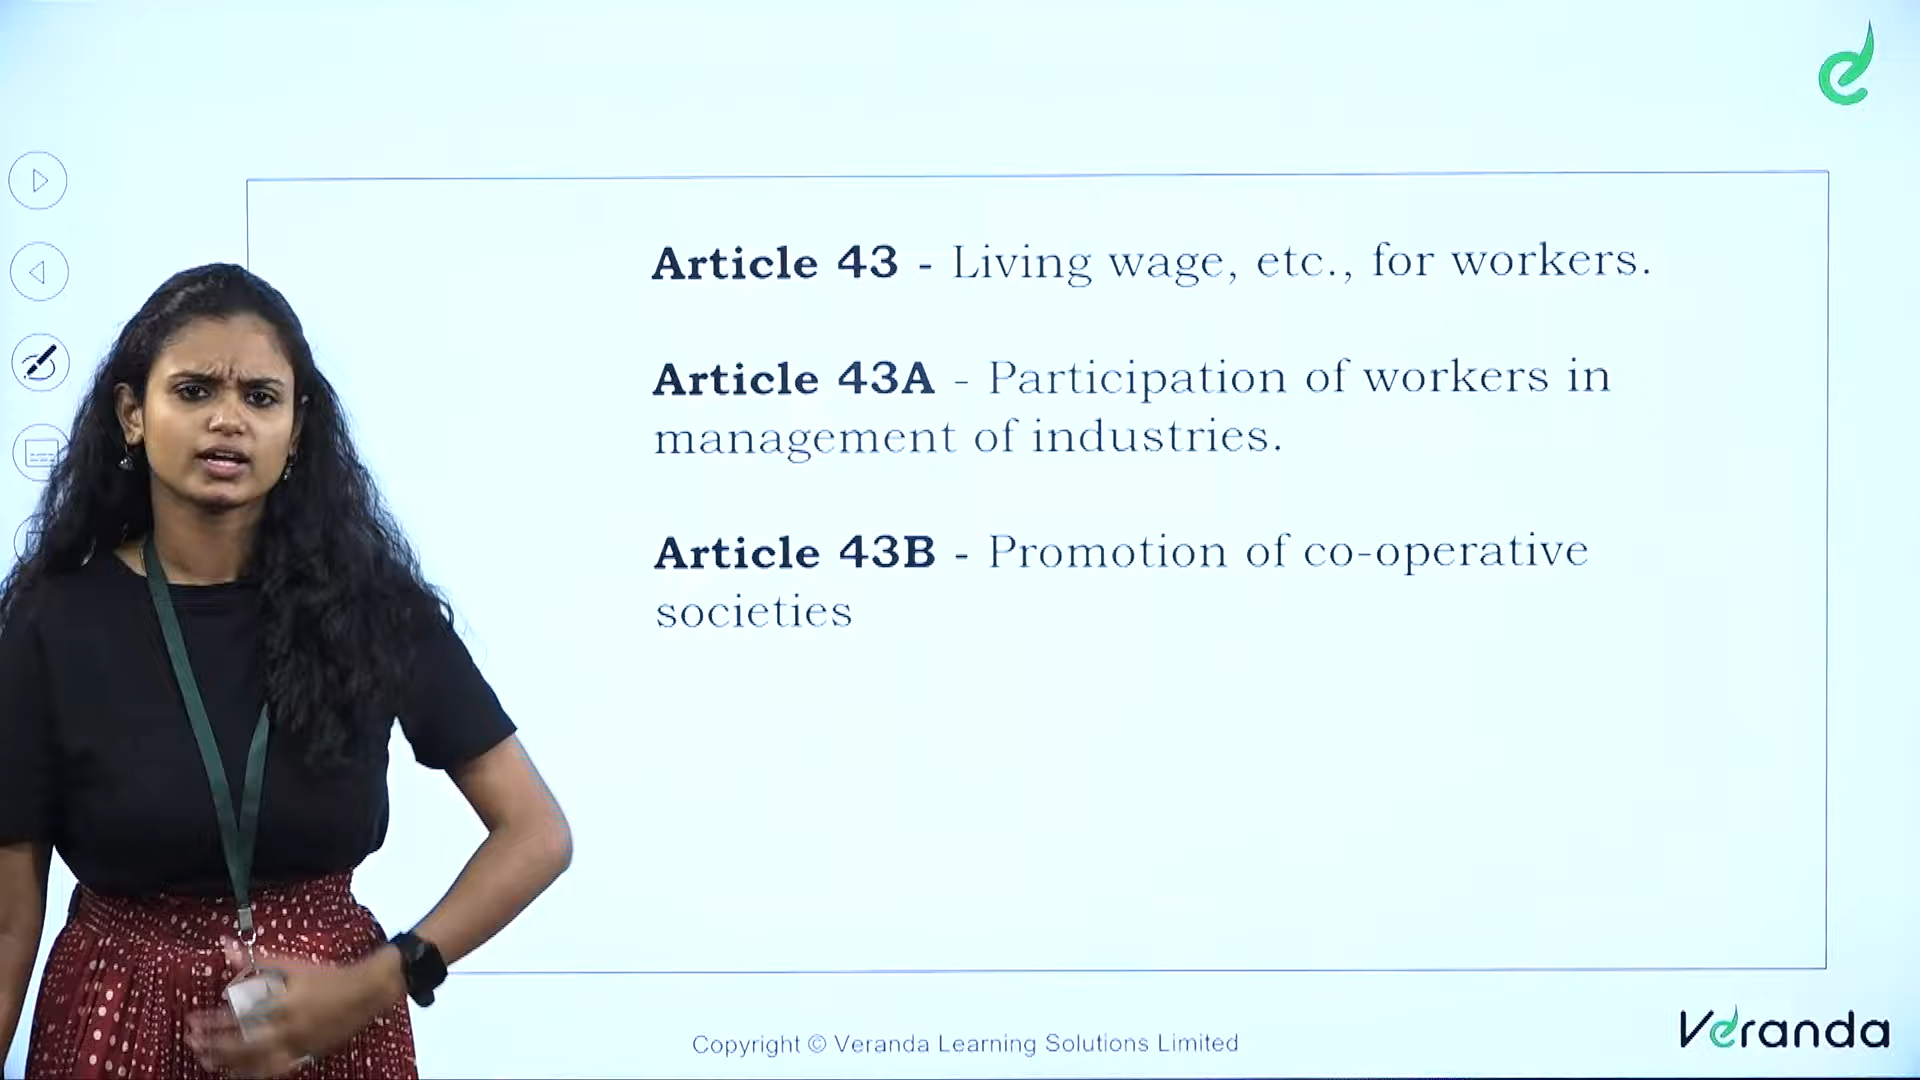 Article 43 - Living wage, etc., for workers.
Article 43A - Participation of workers in
management of industries.
Article 43B - Promotion of co-operative
societies
Copyright © Veranda Learning Solutions Limited
Veranda